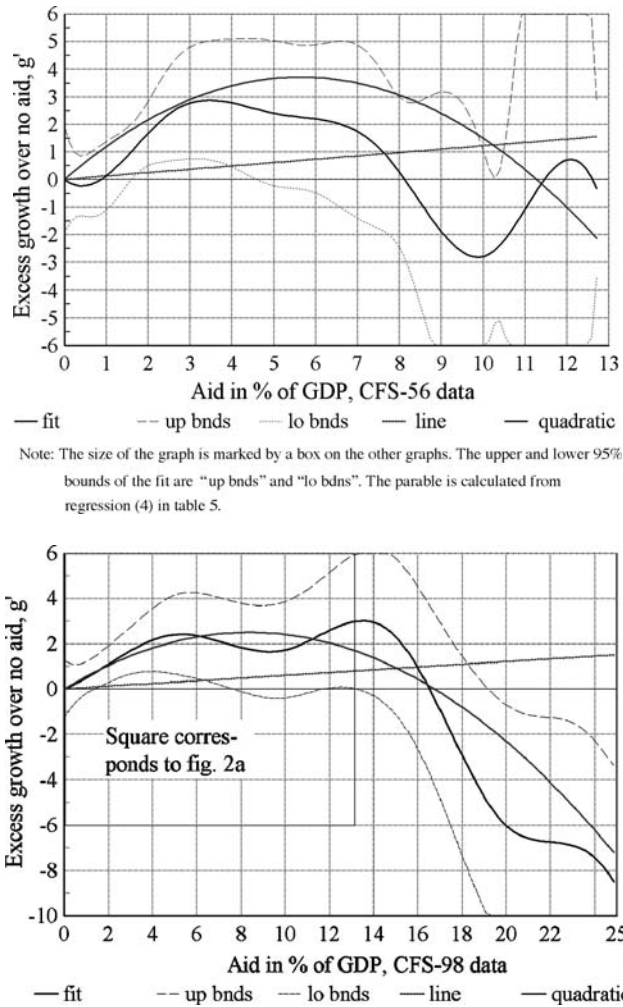 6
5
4
3
2
1
0
-1
-2
-3
-4
-5
-6
Excess growth over no aid, g'
0 1 2 3 4 5 6 7 8 9 10 11 12 13
Aid in % of GDP, CFS-56 data
fit up bnds lo bnds line quadratic
Note: The size of the graph is marked by a box on the other graphs. The upper and lower 95%
bounds of the fit are “up bnds” and “lo bdns”. The parable is calculated from
regression (4) in table 5.
6
4
2
0
-2
-4
-6
-8
-10
Excess growth over no aid, g'
Square corres-
ponds to fig. 2a
0 2 4 6 8 10 12 14 16 18 20 22 25
Aid in % of GDP, CFS-98 data
fit up bnds lo bnds line quadratic